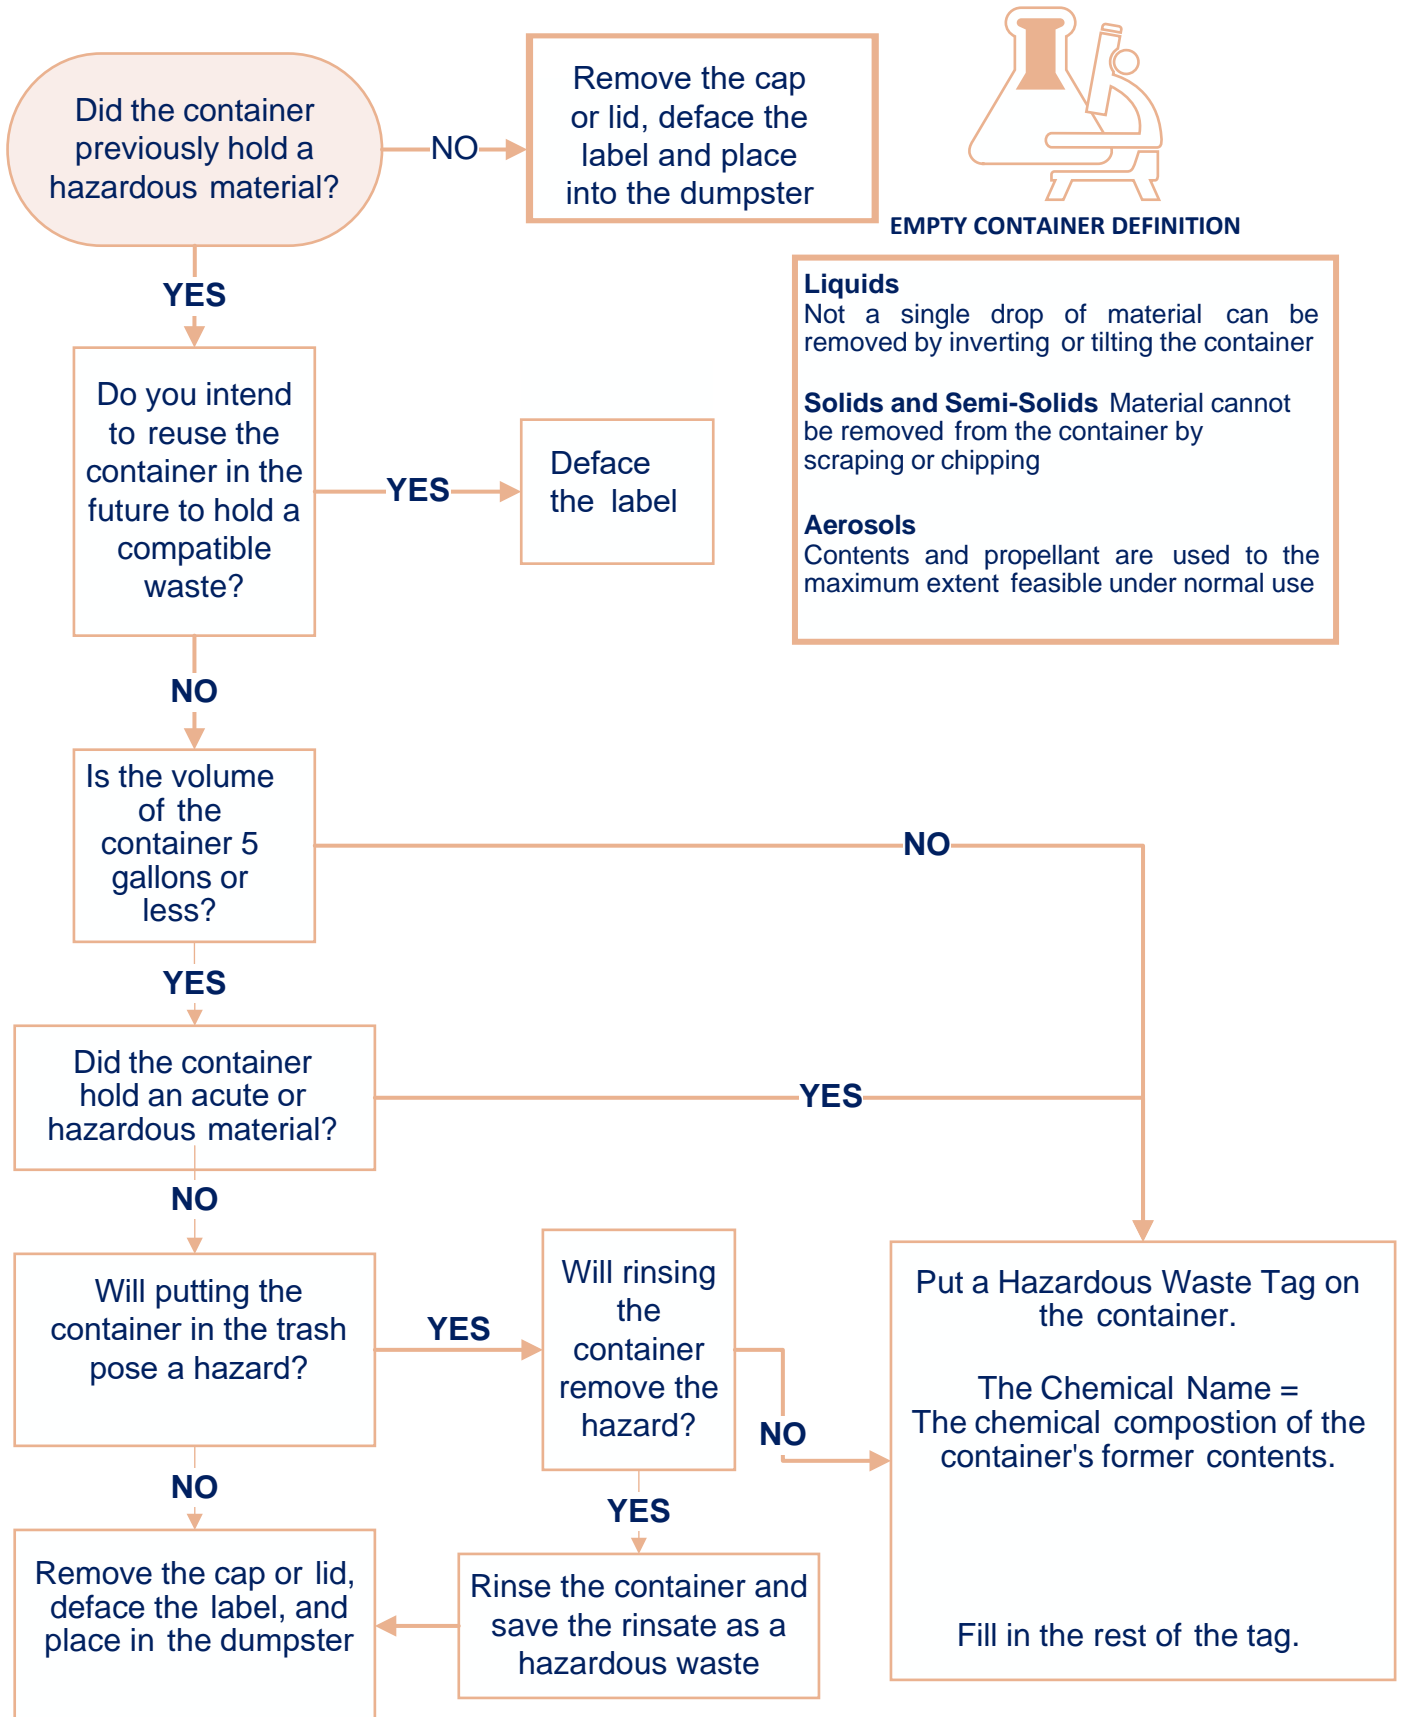 Did the container
previously hold a
hazardous material?
NO
Remove the cap
or lid, deface the
label and place
into the dumpster
EMPTY CONTAINER DEFINITION
Liquids
Not a single drop of material can be
removed by inverting or tilting the container
Solids and Semi-Solids Material cannot
be removed from the container by
scraping or chipping
Aerosols
Contents and propellant are used to the
maximum extent feasible under normal use
YES
Do you intend
to reuse the
container in the
future to hold a
compatible
waste?
YES
Deface
the label
NO
Is the volume
of the
container 5
gallons or
less?
NO
YES
Did the container
hold an acute or
hazardous material?
YES
NO
Will putting the
container in the trash
pose a hazard?
YES
Will rinsing
the
container
remove the
hazard?
NO
Put a Hazardous Waste Tag on
the container.
The Chemical Name =
The chemical compostion of the
container's former contents.
Fill in the rest of the tag.
NO
YES
Remove the cap or lid,
deface the label, and
place in the dumpster
Rinse the container and
save the rinsate as a
hazardous waste